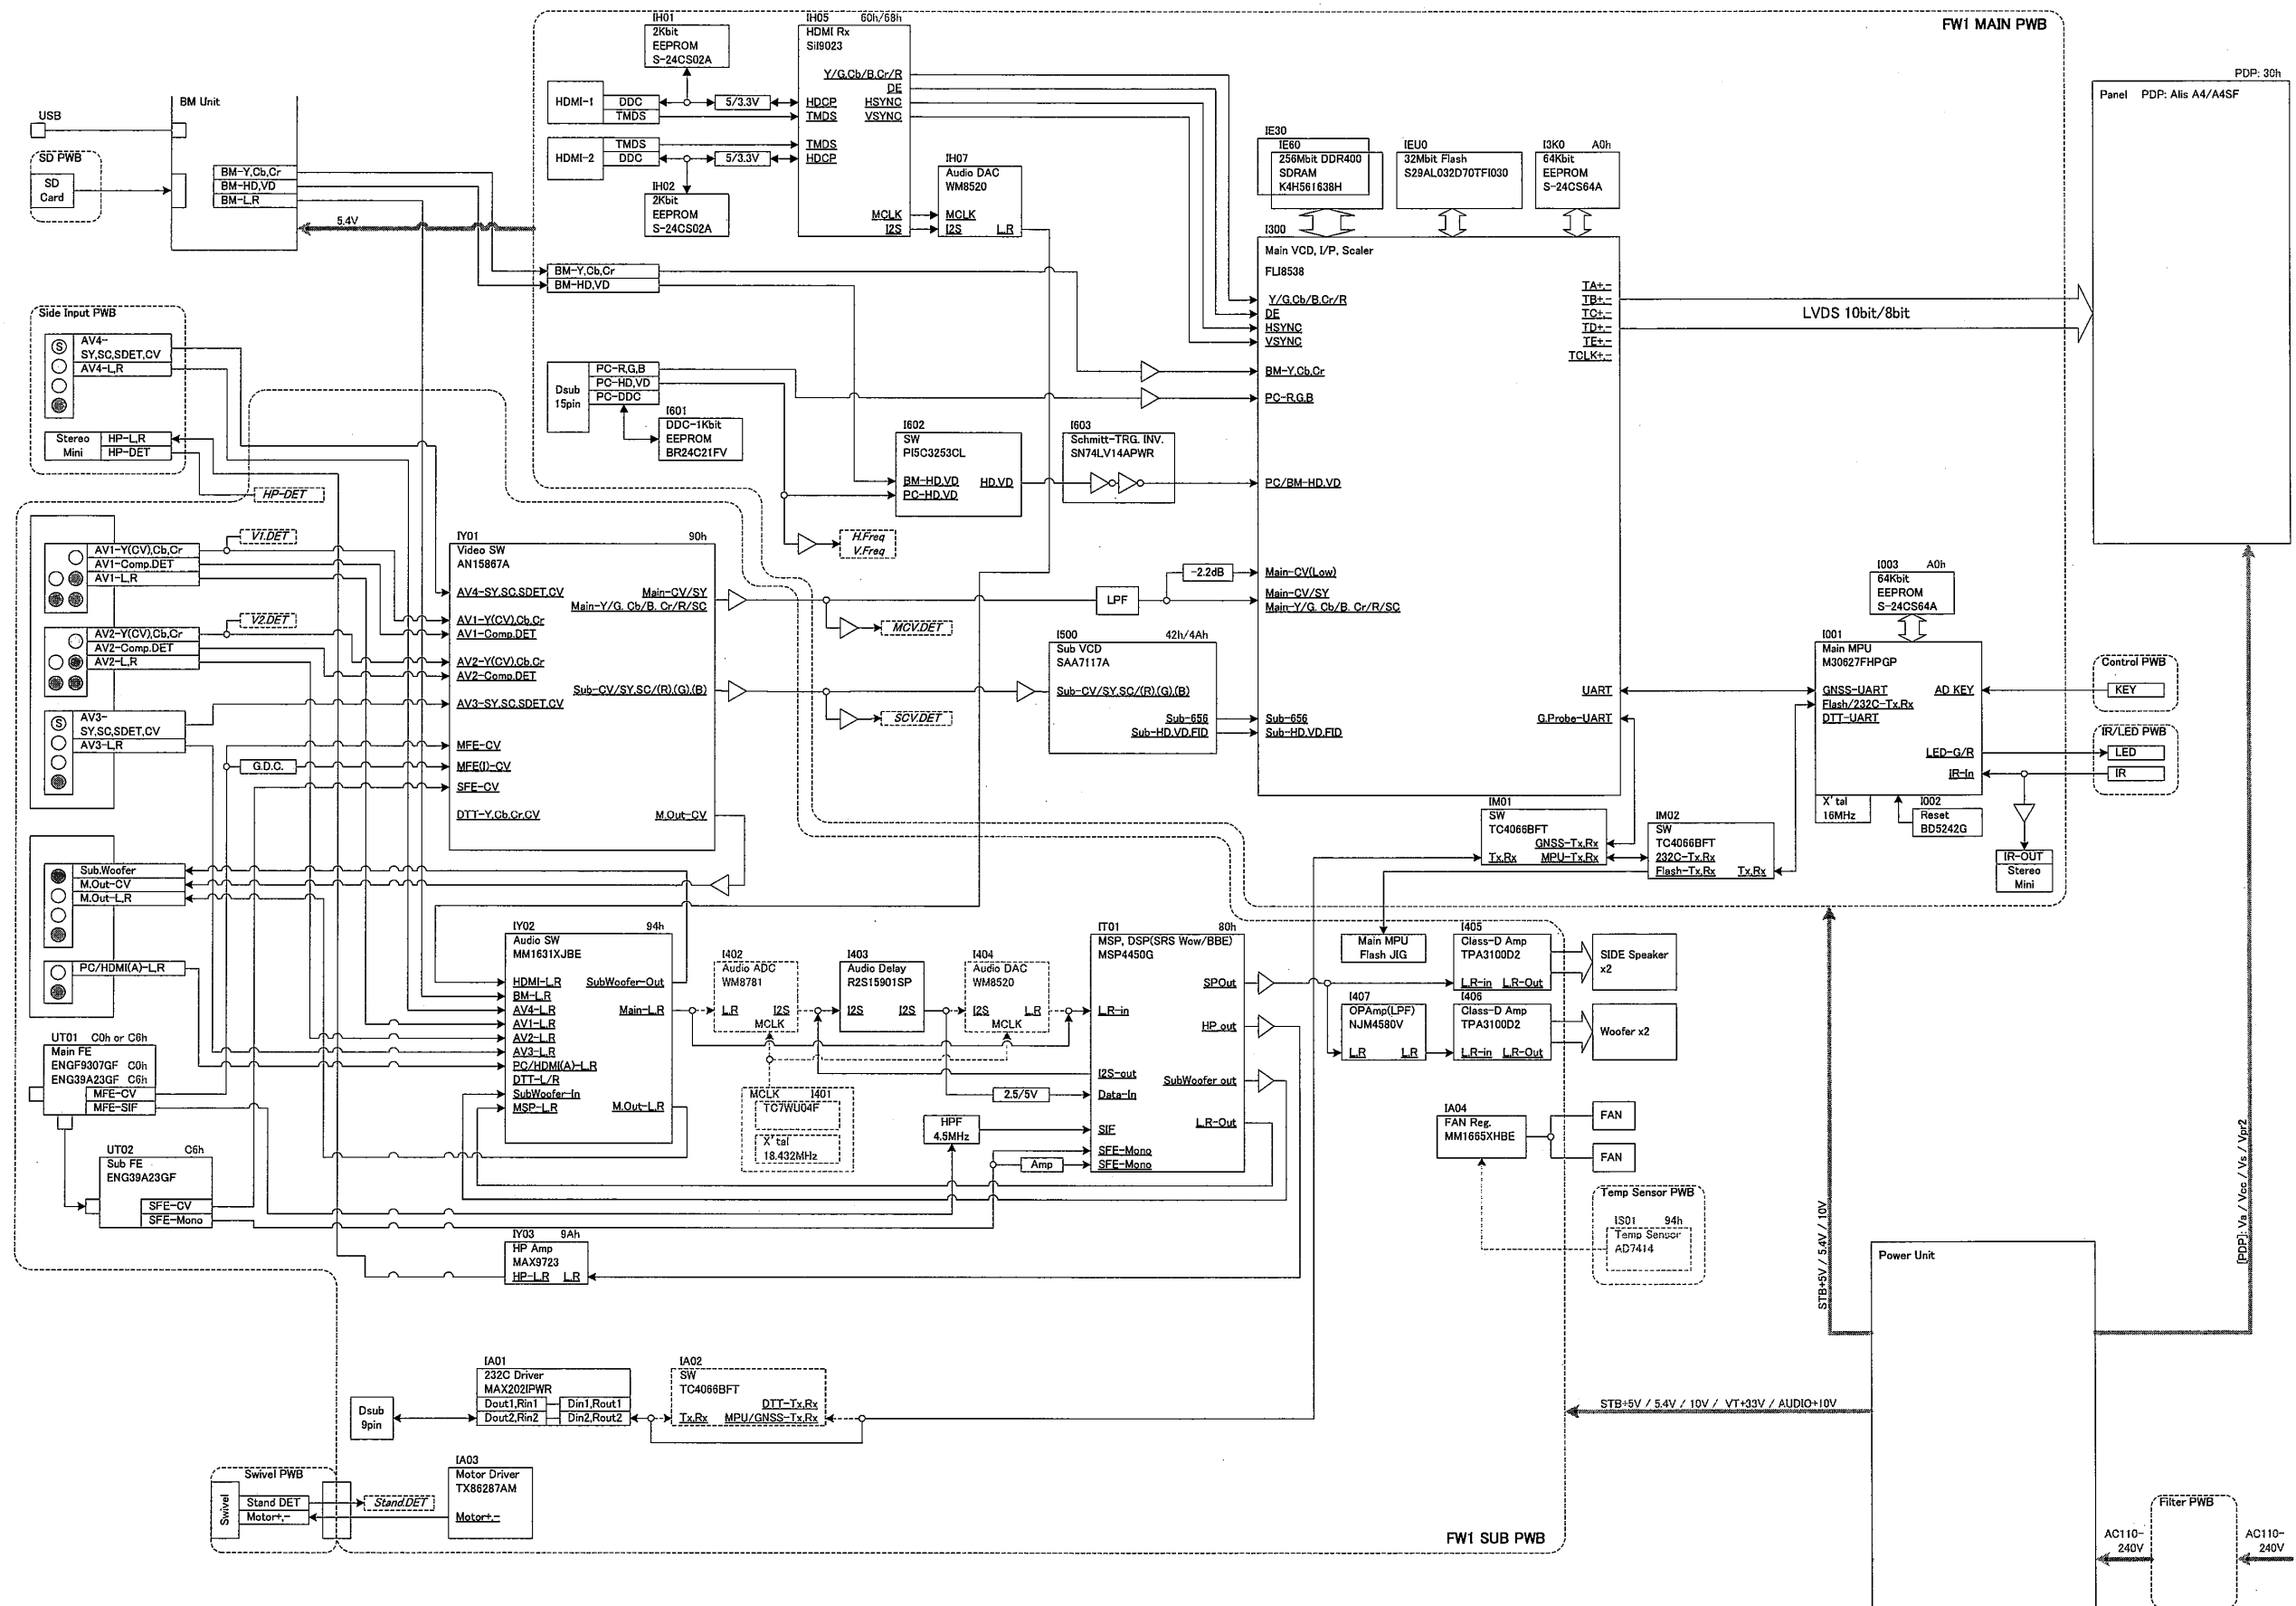 FW1 MAIN PWB
IH01
2Kbit
EEPROM
S-24CS02A
IH05 60h/68h
HDMI Rx
SiI9023
Y/G,Cb/B,Cr/R
DE
HSYNC
VSYNC
HDCP
TMDS
TMDS
HDCP
MCLK
I2S
HDMI-1
DDC
TMDS
5/3.3V
HDMI-2
TMDS
DDC
5/3.3V
IH02
2Kbit
EEPROM
S-24CS02A
IH07
Audio DAC
WM8520
MCLK
I2S L,R
USB
BM Unit
SD PWB
SD
Card
BM-Y,Cb,Cr
BM-HD,VD
BM-L,R
5.4V
BM-Y,Cb,Cr
BM-HD,VD
PDP: 30h
Panel PDP: Alis A4/A4SF
IE30
IE60
256Mbit DDR400
SDRAM
K4H561638H
IEU0
32Mbit Flash
S29AL032D70TFI030
I3K0 A0h
64Kbit
EEPROM
S-24CS64A
I300
Main VCD, I/P, Scaler
FLI8538
Y/G,Cb/B,Cr/R
DE
HSYNC
VSYNC
BM-Y,Cb,Cr
PC-R,G,B
PC/BM-HD,VD
Main-CV(Low)
Main-CV/SY
Main-Y/G, Cb/B, Cr/R/SC
Sub-656
Sub-HD,VD,FID
TA+,-
TB+,-
TC+,-
TD+,-
TE+,-
TCLK+,-
UART
G.Probe-UART
LVDS 10bit/8bit
Side Input PWB
S
AV4-
SY,SC,SDET,CV
AV4-L,R
Stereo
Mini
HP-L,R
HP-DET
HP-DET
Dsub
15pin
PC-R,G,B
PC-HD,VD
PC-DDC
I601
DDC-1Kbit
EEPROM
BR24C21FV
I602
SW
PI5C3253CL
BM-HD,VD HD,VD
PC-HD,VD
I603
Schmitt-TRG. INV.
SN74LV14APWR
H.Freq
V.Freq
AV1-Y(CV),Cb,Cr
AV1-Comp.DET
AV1-L,R
V1.DET
AV2-Y(CV),Cb,Cr
AV2-Comp.DET
AV2-L,R
V2.DET
S
AV3-
SY,SC,SDET,CV
AV3-L,R
G.D.C.
IY01 90h
Video SW
AN15867A
AV4-SY,SC,SDET,CV
AV1-Y(CV),Cb,Cr
AV1-Comp.DET
AV2-Y(CV),Cb,Cr
AV2-Comp.DET
AV3-SY,SC,SDET,CV
MFE-CV
MFE(I)-CV
SFE-CV
DTT-Y,Cb,Cr,CV
Main-CV/SY
Main-Y/G, Cb/B, Cr/R/SC
Sub-CV/SY,SC/(R),(G),(B)
M.Out-CV
MCV.DET
SCV.DET
LPF
-2.2dB
I500 42h/4Ah
Sub VCD
SAA7117A
Sub-CV/SY,SC/(R),(G),(B)
Sub-656
Sub-HD,VD,FID
I003 A0h
64Kbit
EEPROM
S-24CS64A
I001
Main MPU
M30627FHPGP
GNSS-UART
Flash/232C-Tx,Rx
DTT-UART
AD KEY
LED-G/R
IR-In
X'tal
16MHz
I002
Reset
BD5242G
Control PWB
KEY
IR/LED PWB
LED
IR
IR-OUT
Stereo
Mini
IM01
SW
TC4066BFT
GNSS-Tx,Rx
Tx,Rx MPU-Tx,Rx
IM02
SW
TC4066BFT
232C-Tx,Rx
Flash-Tx,Rx Tx,Rx
Main MPU
Flash JIG
Sub.Woofer
M.Out-CV
M.Out-L,R
PC/HDMI(A)-L,R
IY02 94h
Audio SW
MM1631XJBE
HDMI-L,R
BM-L,R
AV4-L,R
AV1-L,R
AV2-L,R
AV3-L,R
PC/HDMI(A)-L,R
DTT-L/R
SubWoofer-In
MSP-L,R
SubWoofer-Out
Main-L,R
M.Out-L,R
I402
Audio ADC
WM8781
L,R I2S
MCLK
I403
Audio Delay
R2S15901SP
I2S I2S
I404
Audio DAC
WM8520
I2S L,R
MCLK
MCLK I401
TC7WU04F
X'tal
18.432MHz
2.5/5V
HPF
4.5MHz
Amp
IT01 80h
MSP, DSP(SRS Wow/BBE)
MSP4450G
L,R-in
I2S-out
Data-In
SIF
SFE-Mono
SFE-Mono
SPOut
HP out
SubWoofer out
L,R-Out
I405
Class-D Amp
TPA3100D2
L,R-in L,R-Out
SIDE Speaker
x2
I407
OPAmp(LPF)
NJM4580V
L,R L,R
I406
Class-D Amp
TPA3100D2
L,R-in L,R-Out
Woofer x2
IA04
FAN Reg.
MM1665XHBE
FAN
FAN
Temp Sensor PWB
IS01 94h
Temp Sensor
AD7414
UT01 C0h or C6h
Main FE
ENGF9307GF C0h
ENG39A23GF C6h
MFE-CV
MFE-SIF
UT02 C6h
Sub FE
ENG39A23GF
SFE-CV
SFE-Mono
IY03 9Ah
HP Amp
MAX9723
HP-L,R L,R
Power Unit
STB+5V / 5.4V / 10V
[PDP]: Va / Vcc / Vs / Vpr2
STB+5V / 5.4V / 10V / VT+33V / AUDIO+10V
Dsub
9pin
IA01
232C Driver
MAX202IPWR
Dout1,Rin1 Din1,Rout1
Dout2,Rin2 Din2,Rout2
IA02
SW
TC4066BFT
DTT-Tx,Rx
Tx,Rx MPU/GNSS-Tx,Rx
Swivel PWB
Swivel
Stand DET
Motor+,-
Stand.DET
IA03
Motor Driver
TX86287AM
Motor+,-
FW1 SUB PWB
Filter PWB
AC110-
240V
AC110-
240V